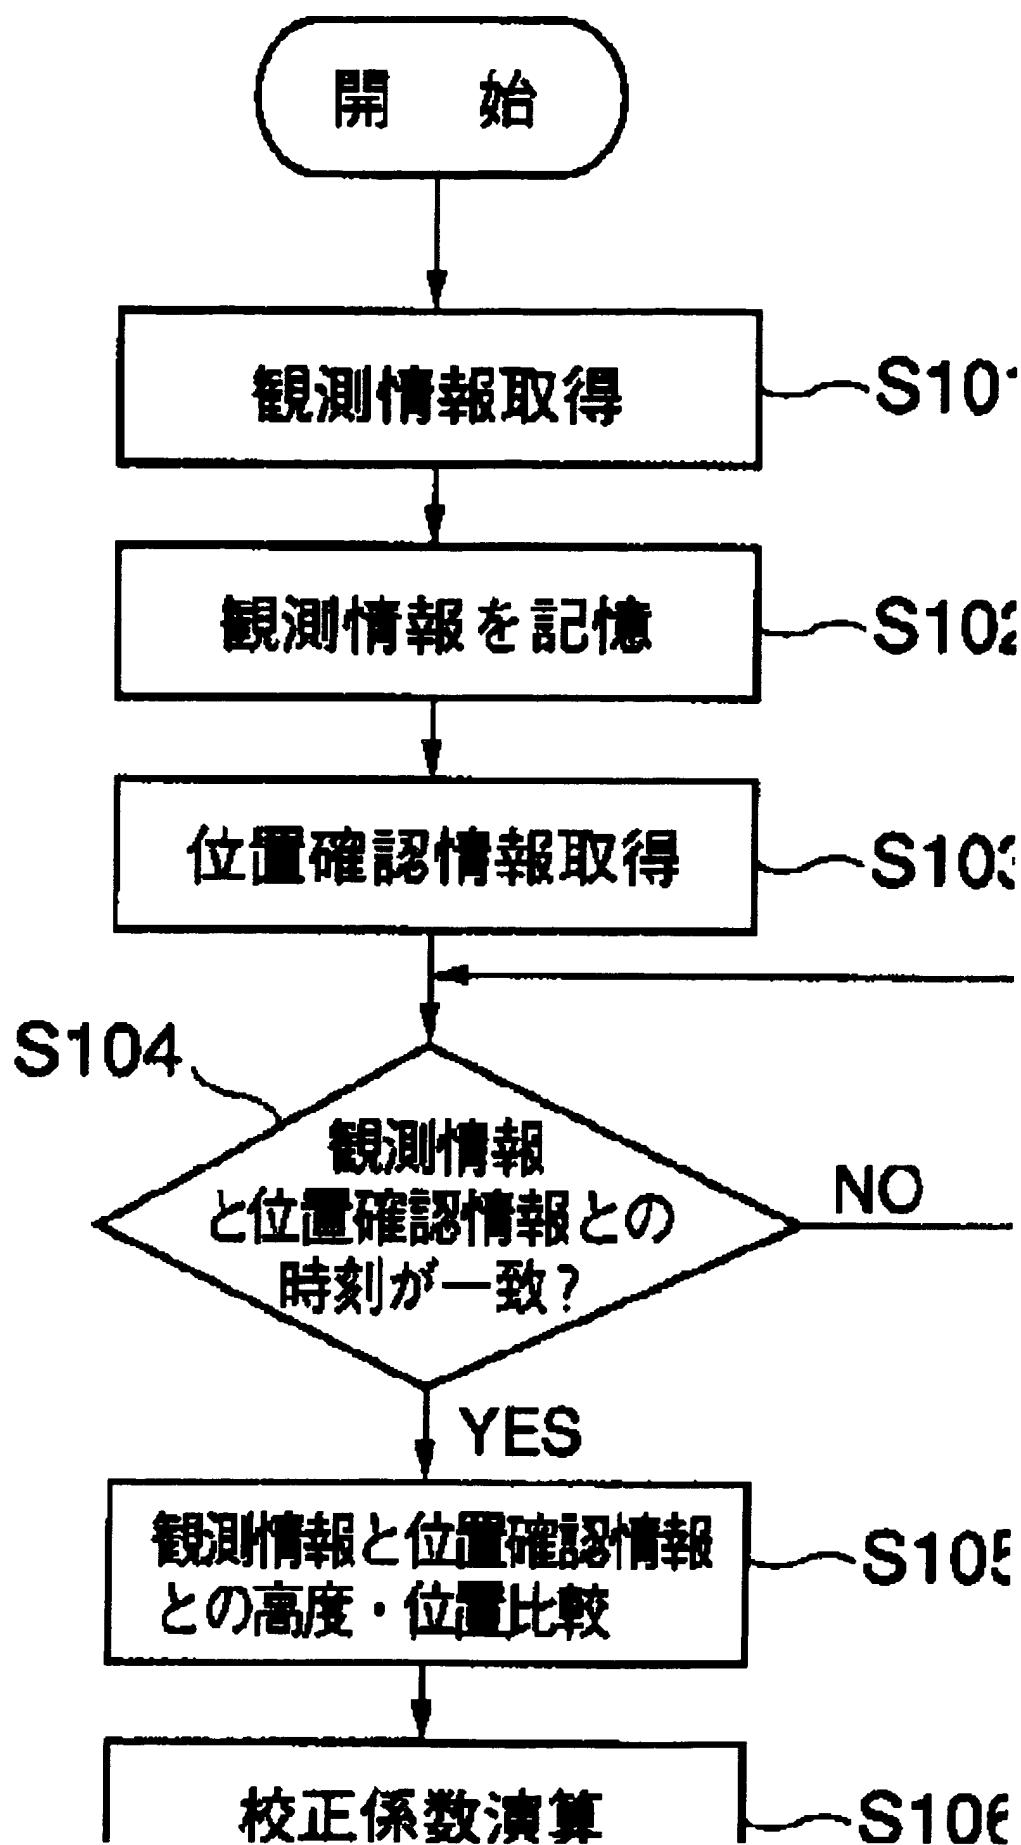 開 始
観測情報取得
S101
観測情報を記憶
S102
位置確認情報取得
S103
S104
観測情報
と位置確認情報との
時刻が一致?
NO
YES
観測情報と位置確認情報
との高度・位置比較
S105
校正係数演算
S106